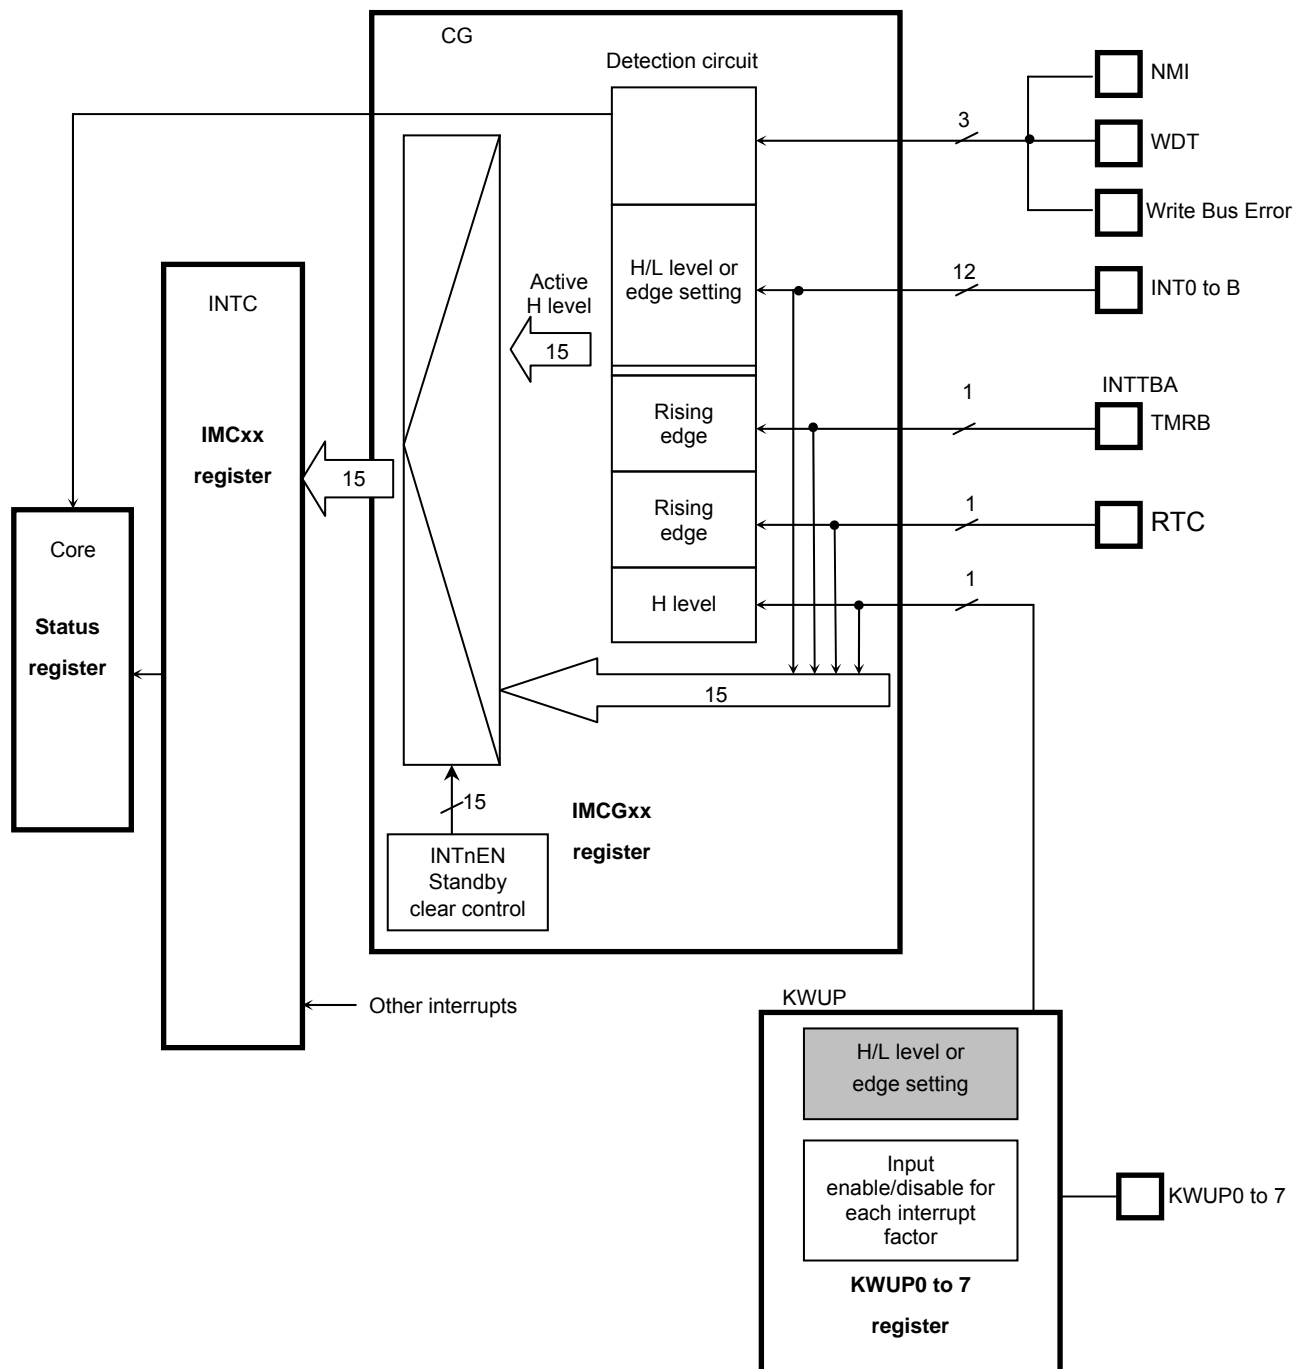 CG
Detection circuit
NMI
3
WDT
Write Bus Error
H/L level or
edge setting
12
INT0 to B
Active
H level
15
INTC
INTTBA
1
TMRB
Rising
edge
IMCxx
register
15
Rising
edge
1
RTC
Core
1
H level
Status
register
15
15
IMCGxx
register
INTnEN
Standby
clear control
Other interrupts
KWUP
H/L level or
edge setting
Input
enable/disable for
each interrupt
factor
KWUP0 to 7
KWUP0 to 7
register